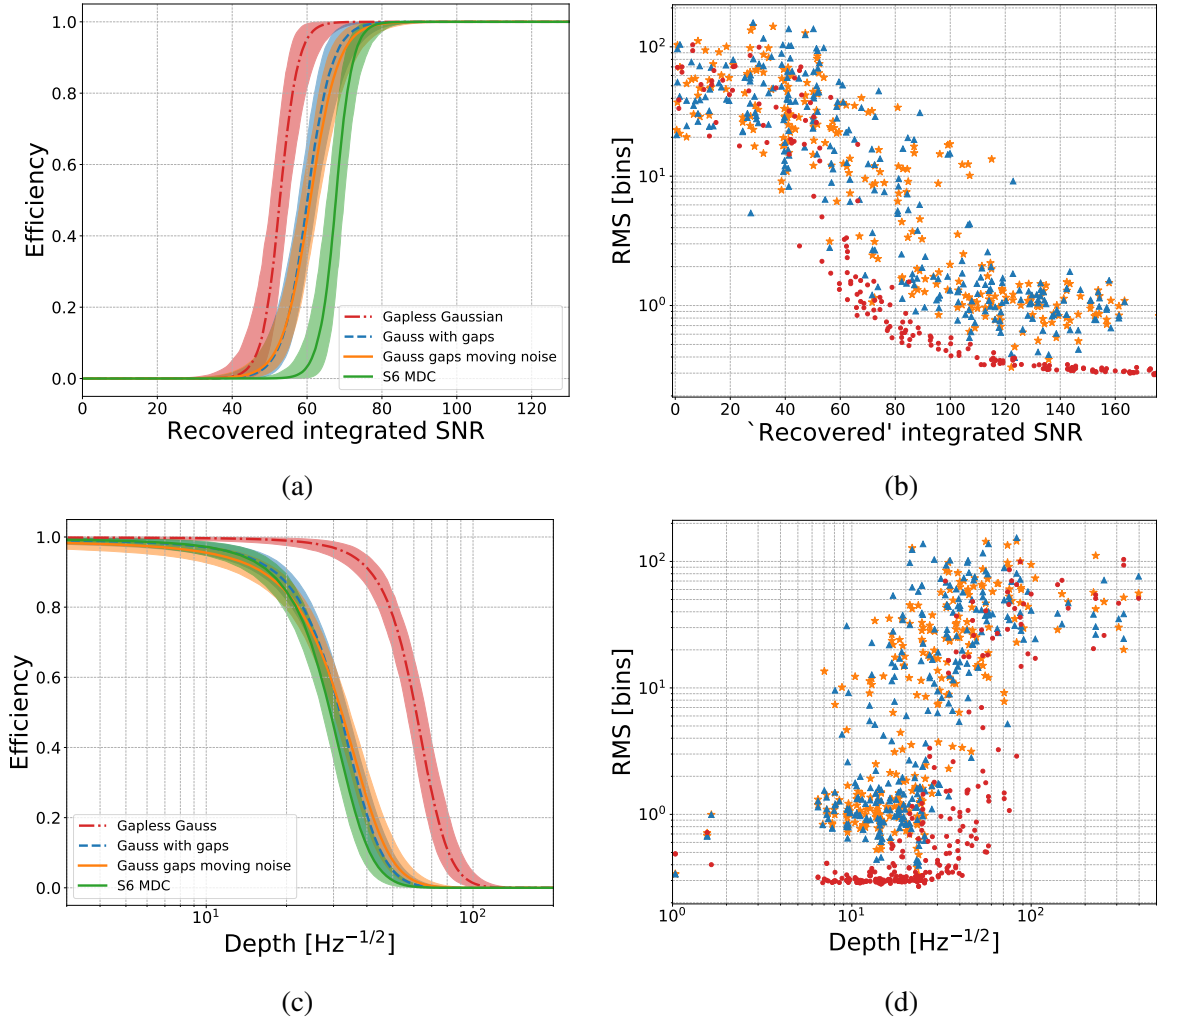 1.0
0.8
0.6
0.4
0.2
0.0
Efficiency
0 20 40 60 80 100 120
Recovered integrated SNR
Gapless Gaussian
Gauss with gaps
Gauss gaps moving noise
S6 MDC
(a)
10²
10¹
10⁰
RMS [bins]
0 20 40 60 80 100 120 140 160
`Recovered' integrated SNR
(b)
1.0
0.8
0.6
0.4
0.2
0.0
Efficiency
Gapless Gauss
Gauss with gaps
Gauss gaps moving noise
S6 MDC
10¹ 10²
Depth [Hz⁻¹/²]
(c)
10²
10¹
10⁰
RMS [bins]
10⁰ 10¹ 10²
Depth [Hz⁻¹/²]
(d)